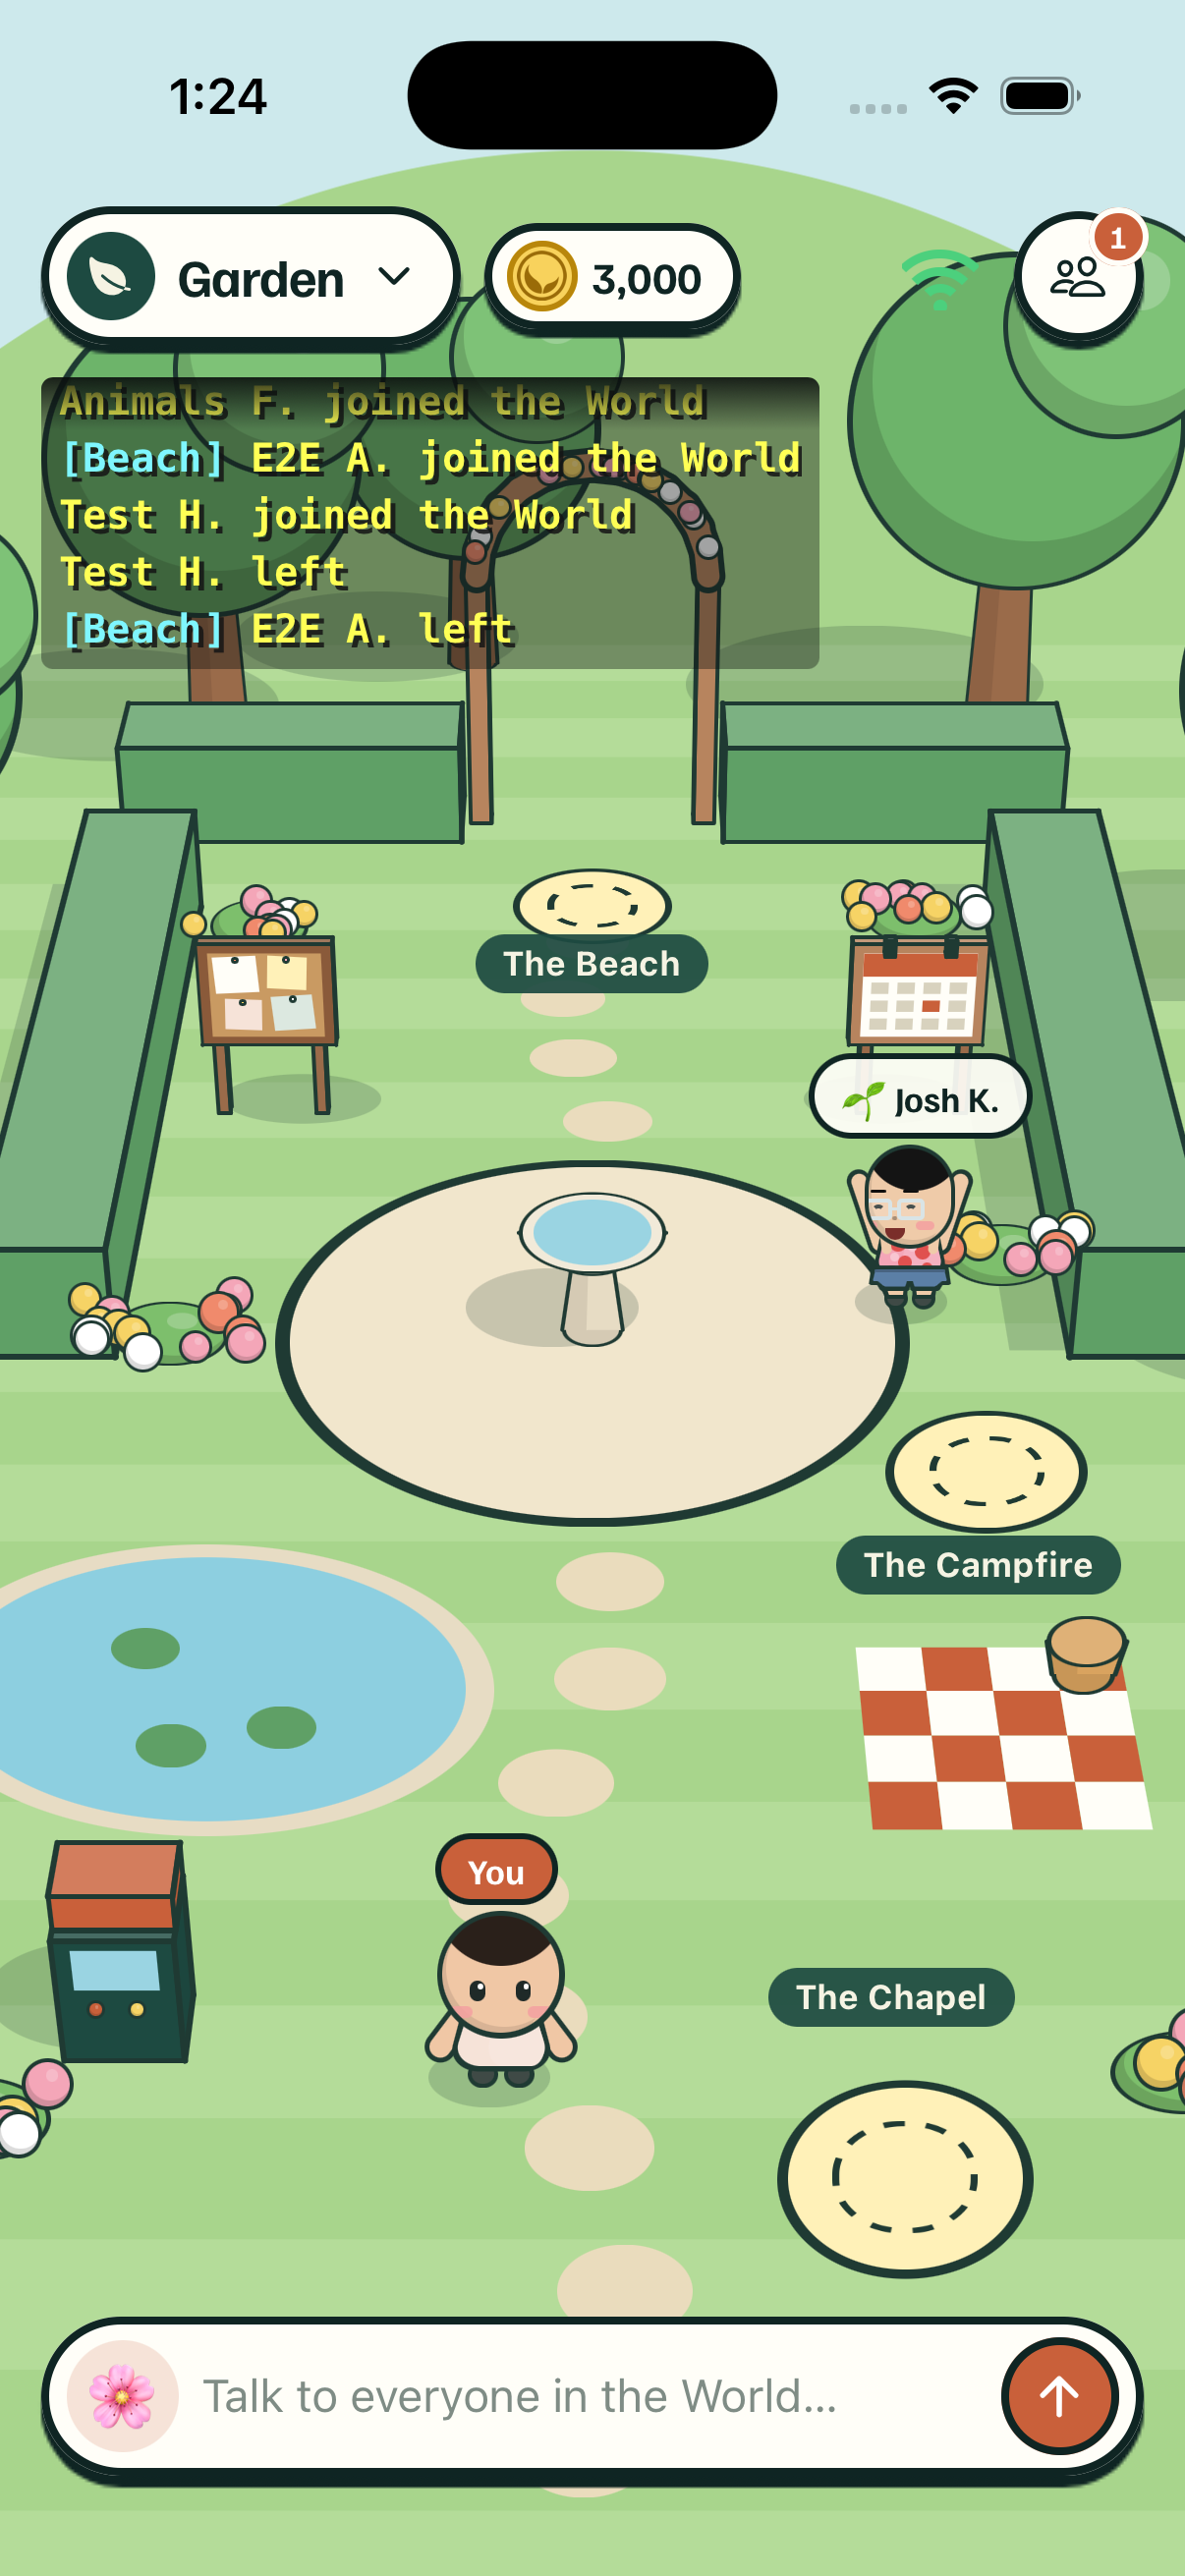 1:24
Garden
3,000
1
Animals F. joined the World
[Beach] E2E A. joined the World
Test H. joined the World
Test H. left
[Beach] E2E A. left
The Beach
🌱 Josh K.
The Campfire
You
The Chapel
Talk to everyone in the World...